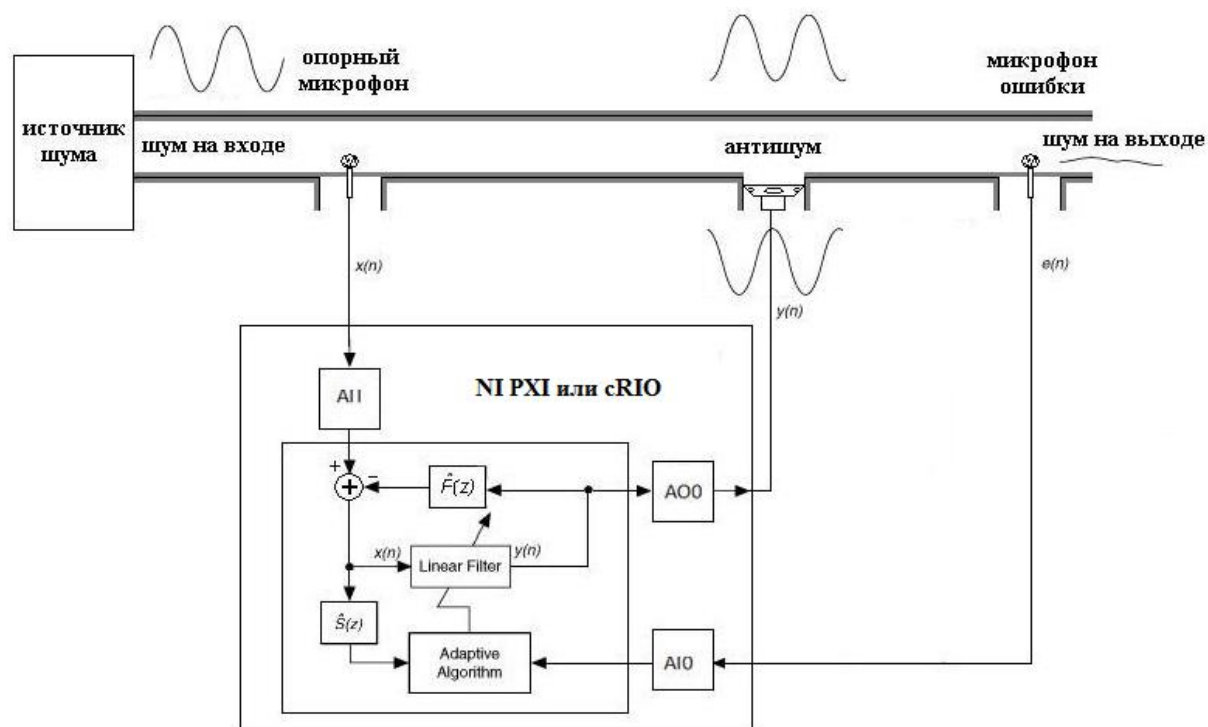 опорный
микрофон
микрофон
ошибки
источник
шума
шум на входе
антишум
шум на выходе
x(n)
y(n)
e(n)
NI PXI или cRIO
AI1
+
−
F̂(z)
AO0
x(n)
Linear Filter
y(n)
Ŝ(z)
Adaptive
Algorithm
AI0